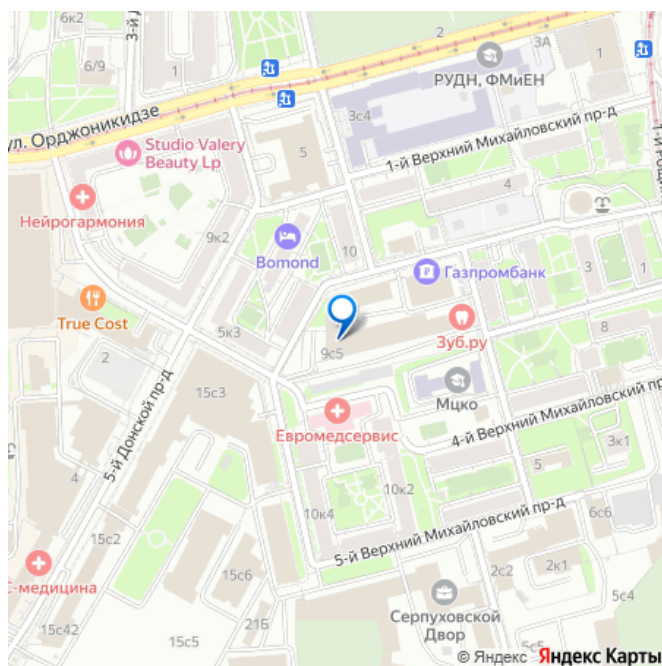 6к2
3-й
2
3А
1
6/9
1
РУДН, ФМиЕН
ул. Орджоникидзе
3с4
Studio Valery
Beauty Lp
5
1-й Верхний Михайловский пр-д
Нейрогармония
4
9к2
10
Bomond
Газпромбанк
3
1
True Cost
5к3
9с5
Зуб.ру
8
2
15с3
Мцко
Евромедсервис
4-й Верхний Михайловский пр
5-й Донской пр-д
3к1
4
5
10к2
10к4
5-й Верхний Михайловский пр-д
6с6
15с2
С-медицина
15с6
2с2
2к1
5с4
21Б
Серпуховской
Двор
15с42
15с5
5с5
© Яндекс Яндекс Карты